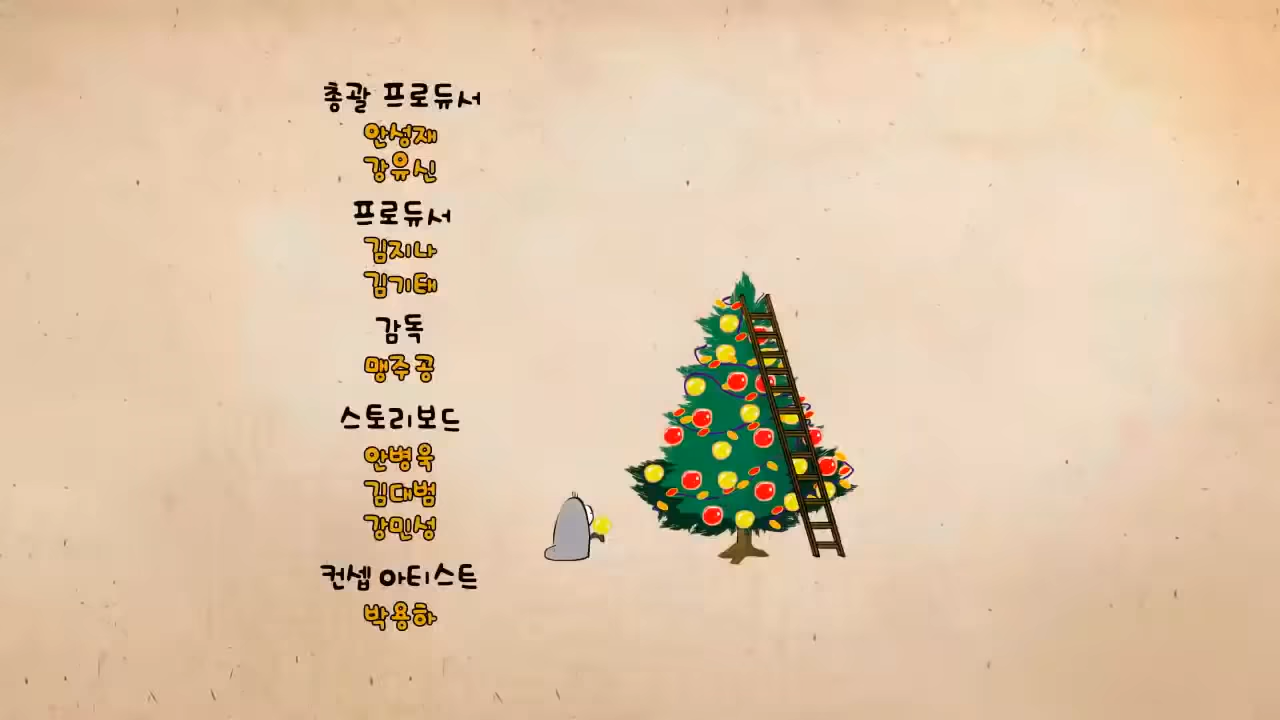 총괄 프로듀서
안성재
강유신
프로듀서
김지나
김기태
감독
맹주공
스토리보드
안병욱
김대범
강민성
컨셉 아티스트
박용하